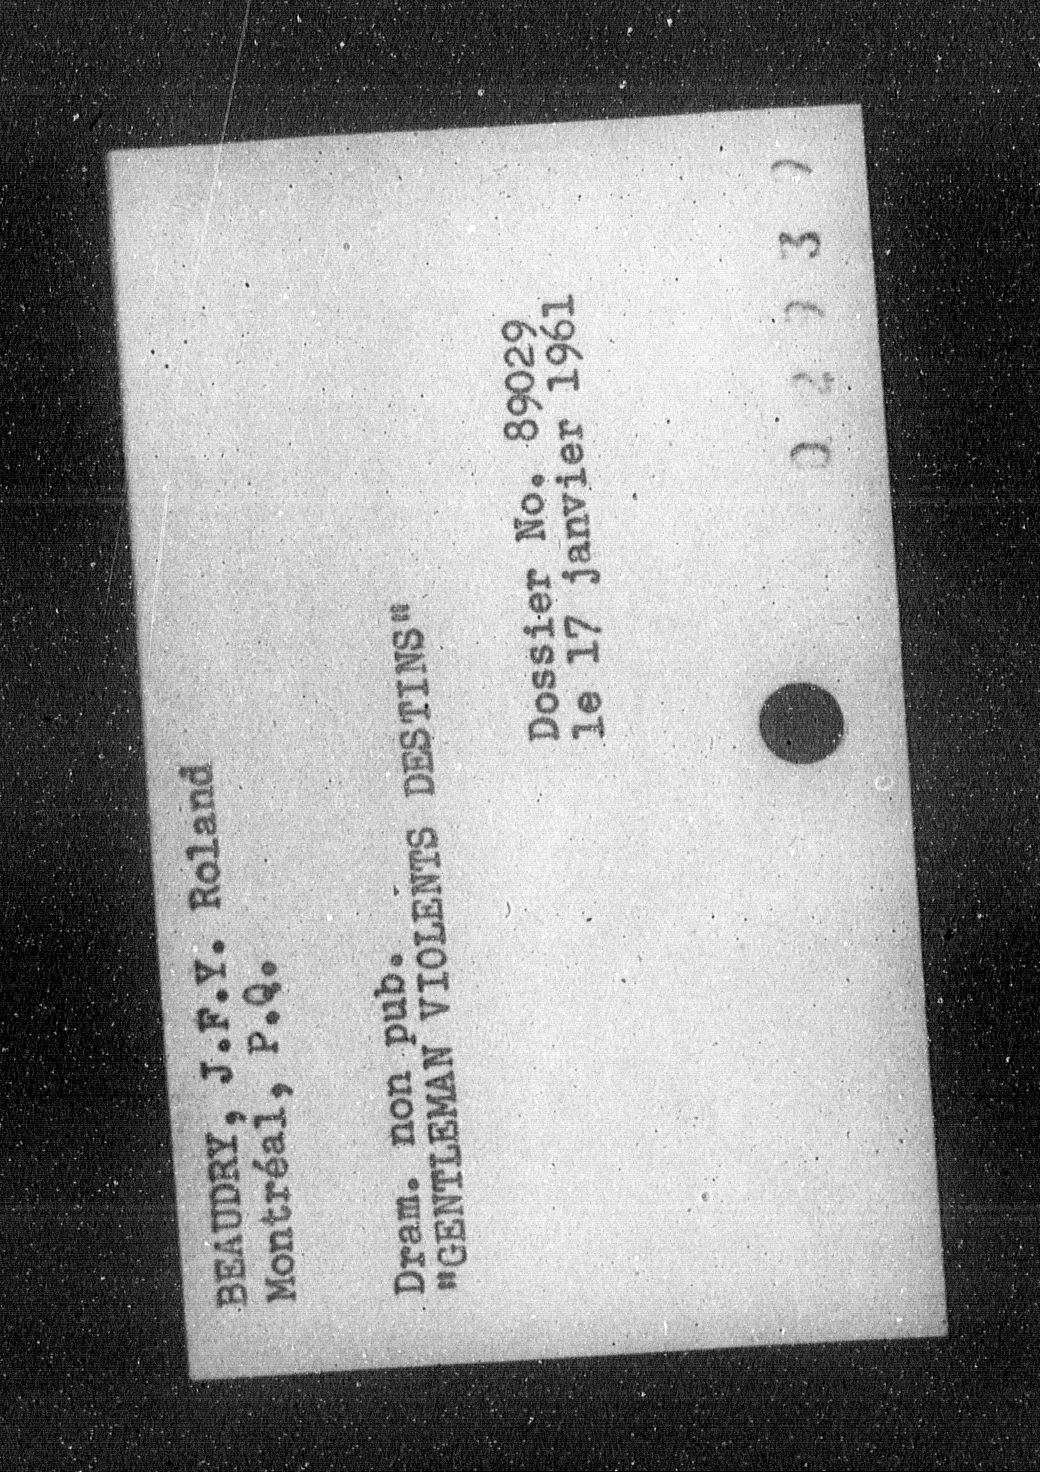 BEAUDRY, J.F.Y. Roland
Montréal, P.Q.
Dram. non pub.
"GENTLEMAN VIOLENTS DESTINS"
Dossier No. 89029
le 17 janvier 1961